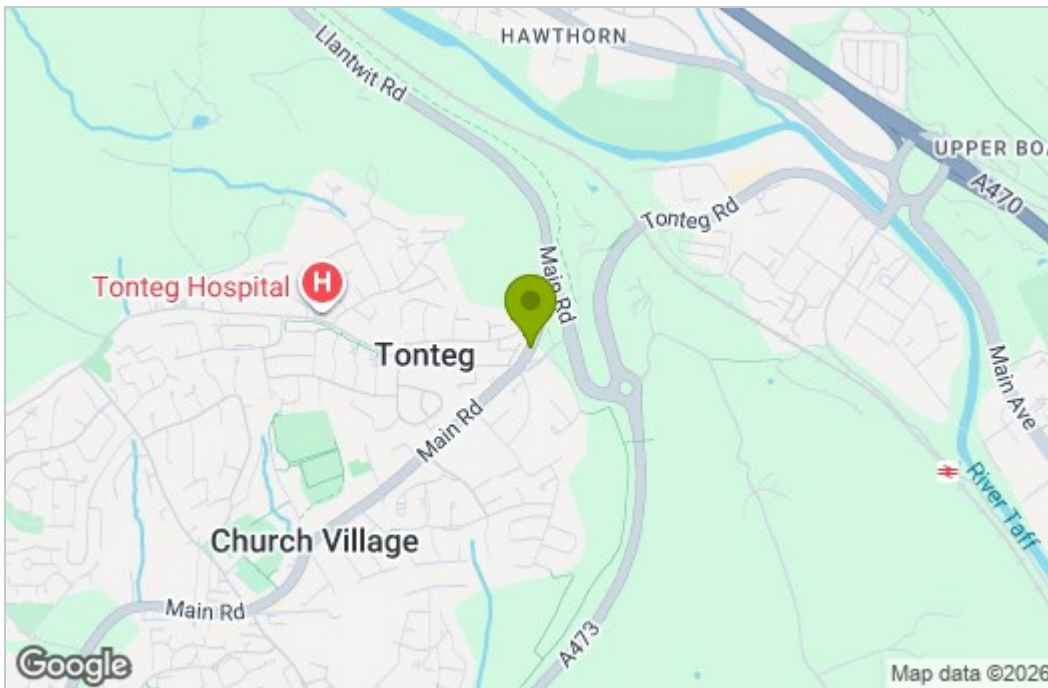 HAWTHORN
Llantwit Rd
UPPER BOA
A470
Tonteg Rd
Main Rd
Tonteg Hospital
H
Tonteg
Main Ave
Main Rd
River Taff
Church Village
Main Rd
A473
Google
Map data ©2026